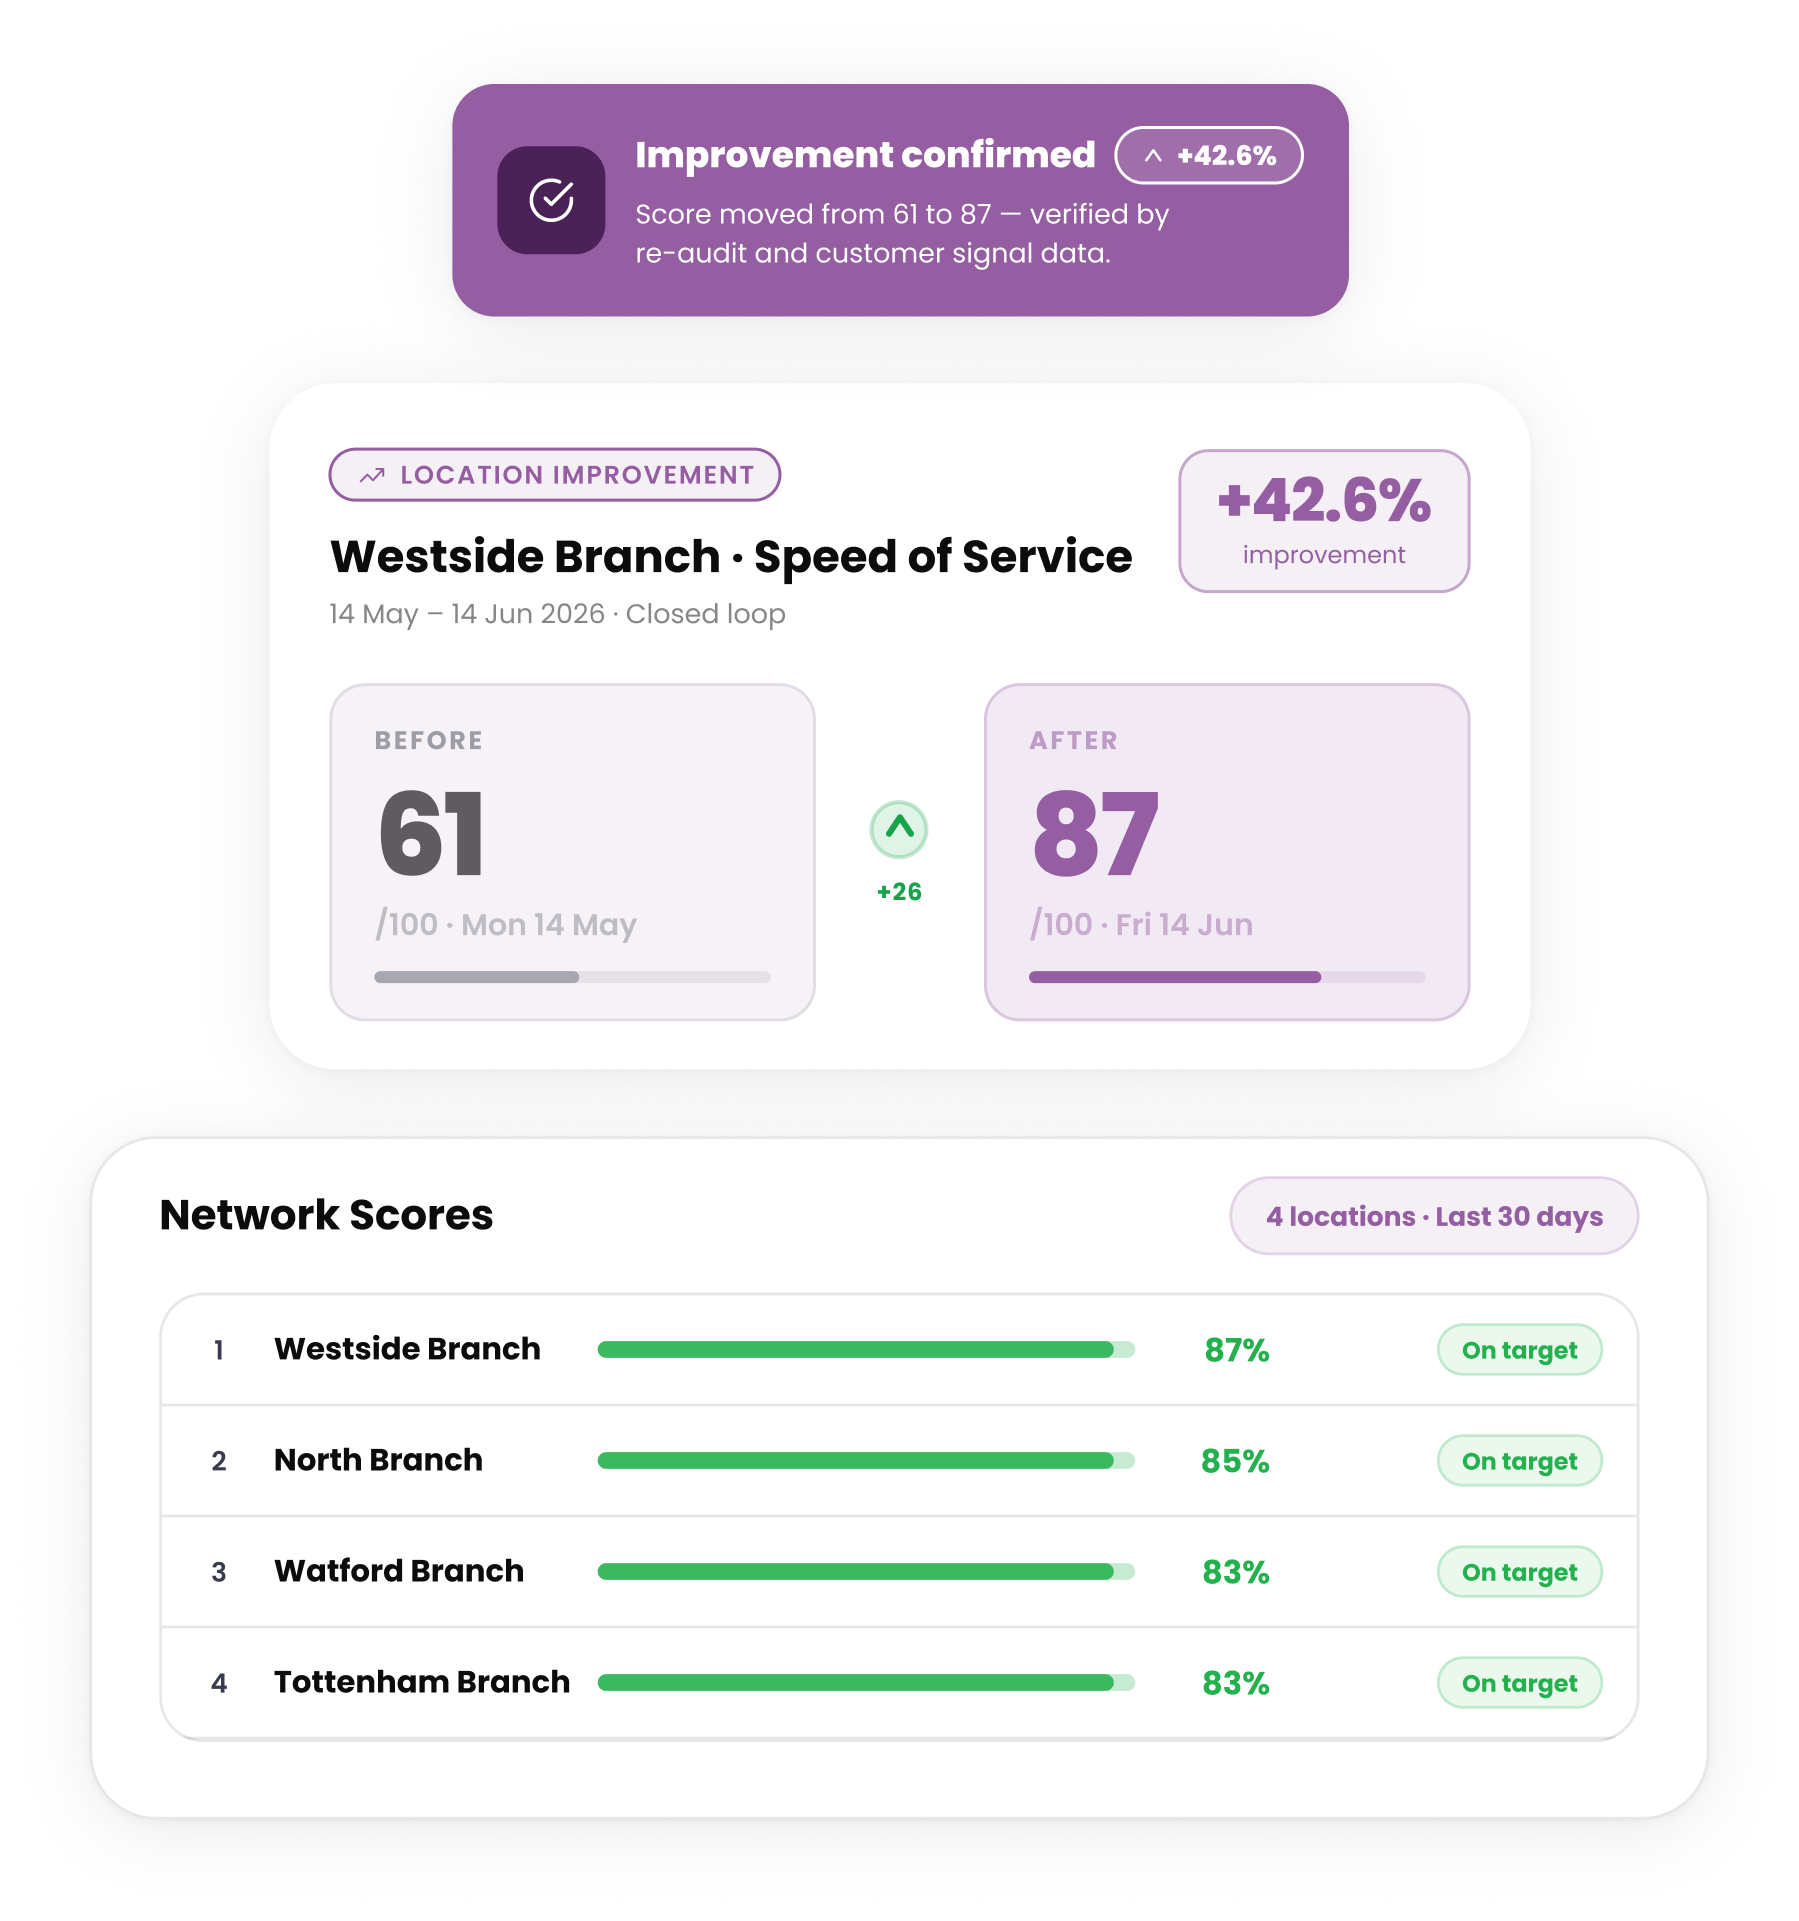 Improvement confirmed
+42.6%
Score moved from 61 to 87 — verified by
re-audit and customer signal data.
LOCATION IMPROVEMENT
Westside Branch · Speed of Service
14 May – 14 Jun 2026 · Closed loop
+42.6%
improvement
BEFORE
61
/100 · Mon 14 May
+26
AFTER
87
/100 · Fri 14 Jun
Network Scores
4 locations · Last 30 days
1 Westside Branch 87% On target
2 North Branch 85% On target
3 Watford Branch 83% On target
4 Tottenham Branch 83% On target